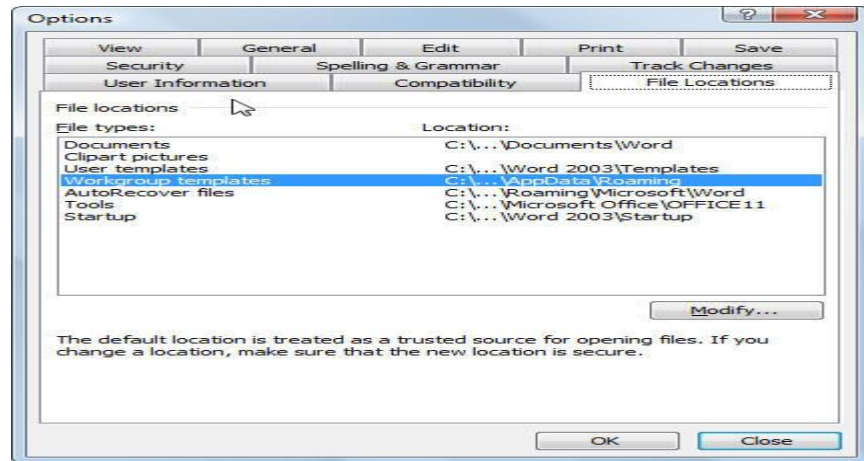 Options
View General Edit Print Save
Security Spelling & Grammar Track Changes
User Information Compatibility File Locations
File locations
File types: Location:
Documents C:\...\Documents\Word
Clipart pictures
User templates C:\...\Word 2003\Templates
Workgroup templates C:\...\AppData\Roaming
AutoRecover files C:\...\Roaming\Microsoft\Word
Tools C:\...\Microsoft Office\OFFICE11
Startup C:\...\Word 2003\Startup
Modify...
The default location is treated as a trusted source for opening files. If you
change a location, make sure that the new location is secure.
OK Close